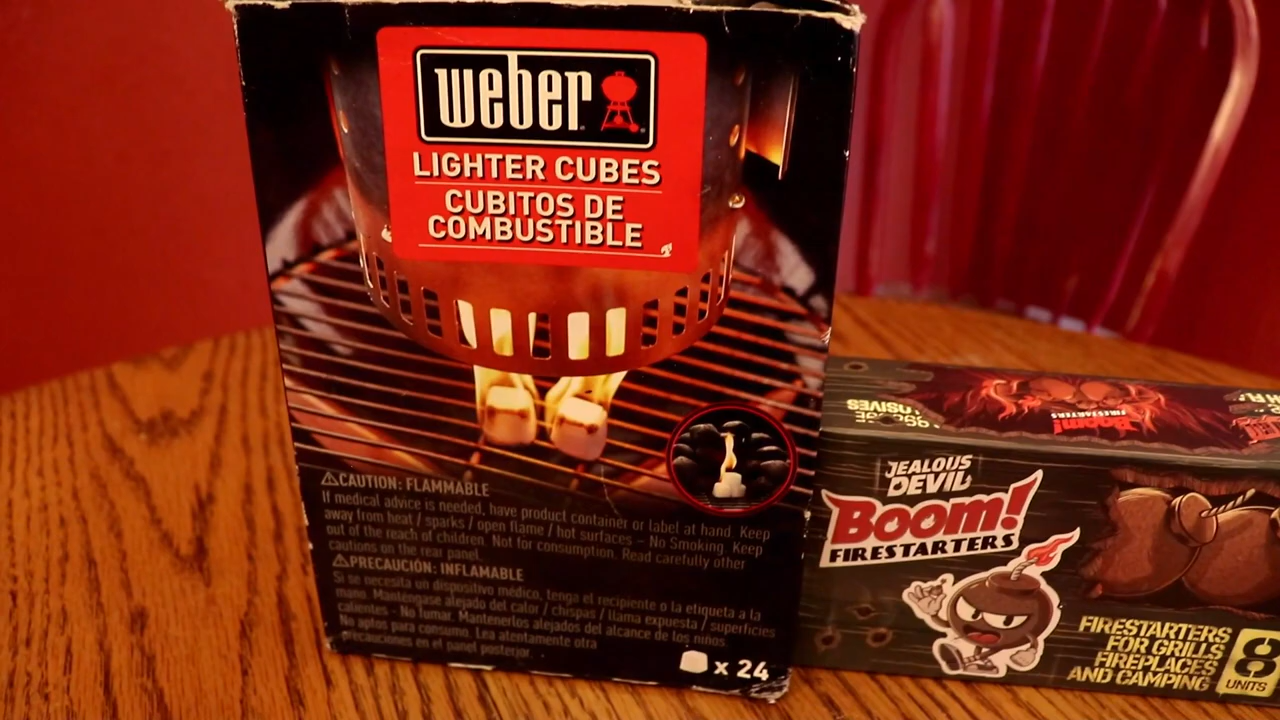 weber
LIGHTER CUBES
CUBITOS DE
COMBUSTIBLE
⚠CAUTION: FLAMMABLE
If medical advice is needed, have product container or label at hand. Keep
away from heat / sparks / open flame / hot surfaces – No Smoking. Keep
out of the reach of children. Not for consumption. Read carefully other
cautions on the rear panel.
⚠PRECAUCIÓN: INFLAMABLE
Si se necesita un dispositivo médico, tenga el recipiente o la etiqueta a la
mano. Manténgase alejado del calor / chispas / llama expuesta / superficies
calientes - No fumar. Mantenerlos alejados del alcance de los niños.
No aptos para consumo. Lea atentamente otra
precauciones en el panel posterior.
x 24
Boom!
FIRESTARTERS
JEALOUS
DEVIL
Boom!
FIRESTARTERS
FIRESTARTERS
FOR GRILLS
FIREPLACES
AND CAMPING
8
UNITS